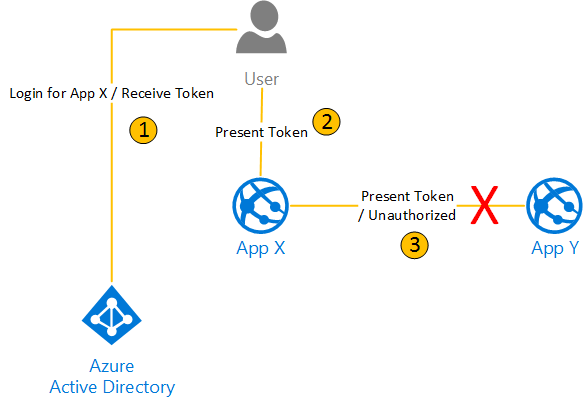 User
Login for App X / Receive Token
1
Present Token
2
Present Token
/ Unauthorized
3
App X
App Y
Azure
Active Directory